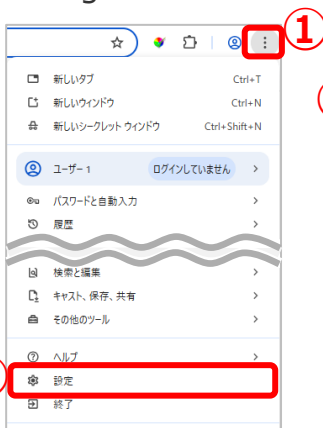 ①
新しいタブ Ctrl+T
新しいウィンドウ Ctrl+N
新しいシークレット ウィンドウ Ctrl+Shift+N
ユーザー 1 ログインしていません
パスワードと自動入力
履歴
検索と編集
キャスト、保存、共有
その他のツール
ヘルプ
設定
終了